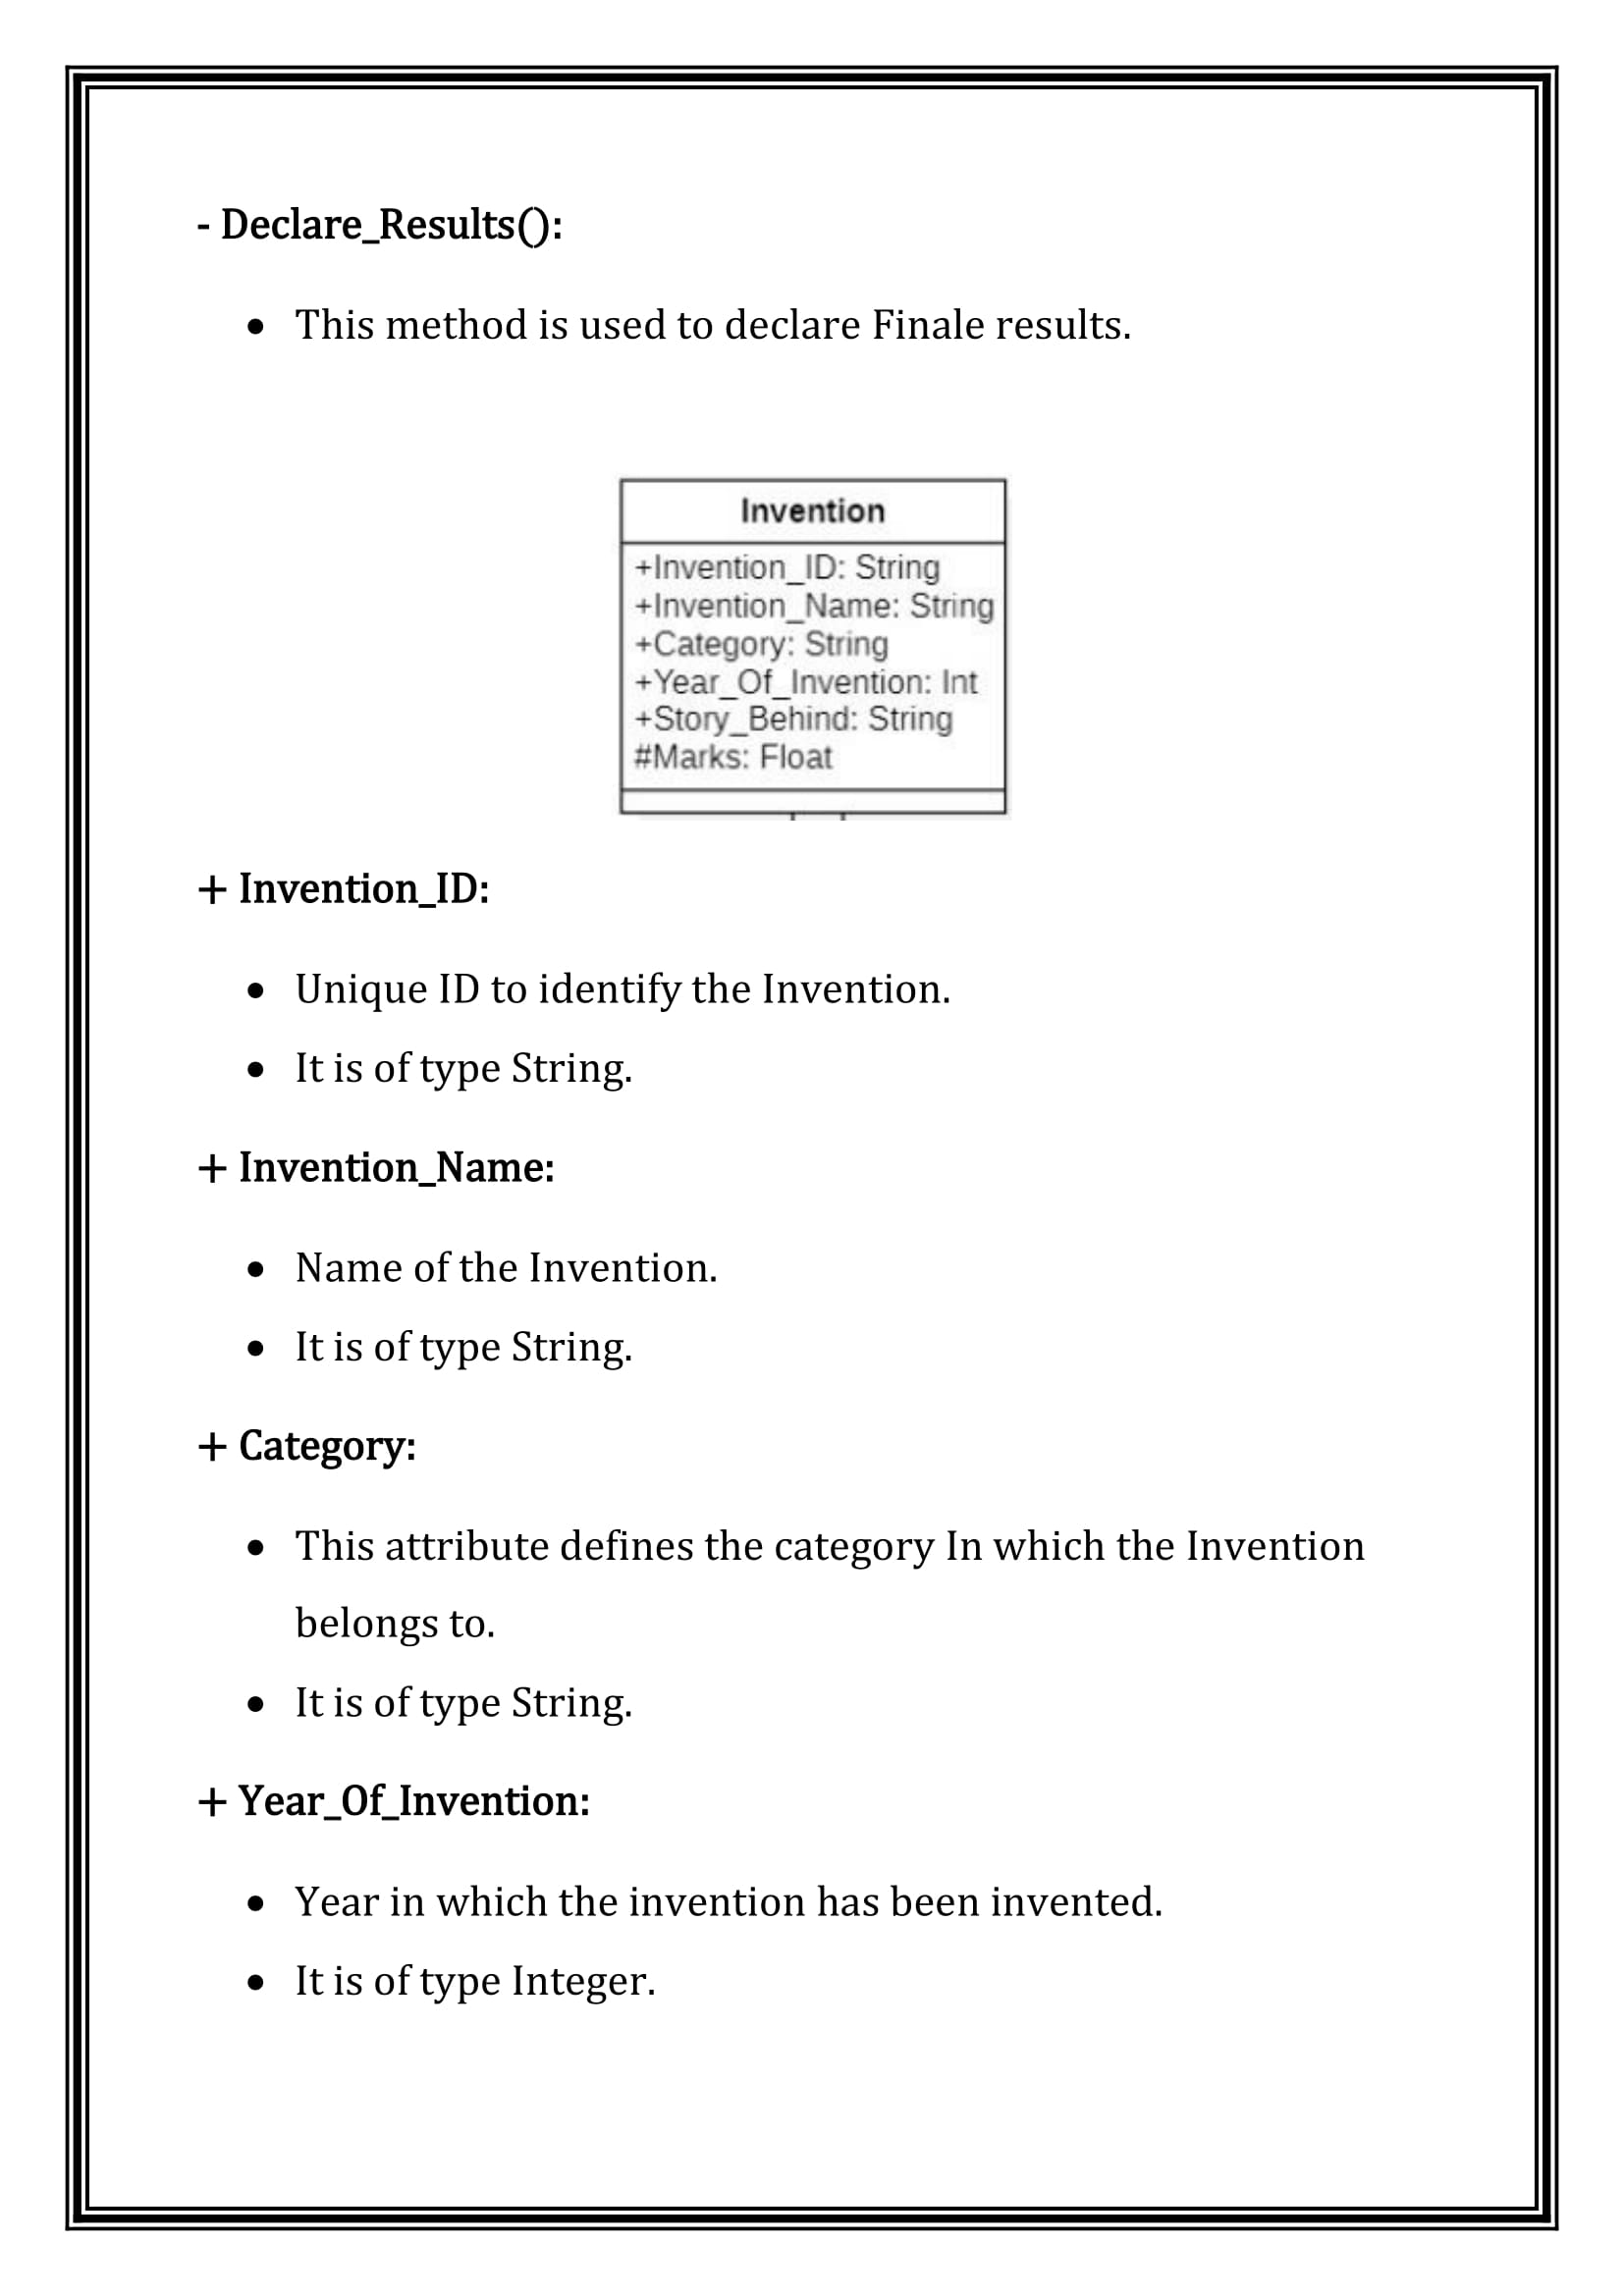 - Declare_Results():
• This method is used to declare Finale results.
Invention
+Invention_ID: String
+Invention_Name: String
+Category: String
+Year_Of_Invention: Int
+Story_Behind: String
#Marks: Float
+ Invention_ID:
• Unique ID to identify the Invention.
• It is of type String.
+ Invention_Name:
• Name of the Invention.
• It is of type String.
+ Category:
• This attribute defines the category In which the Invention
belongs to.
• It is of type String.
+ Year_Of_Invention:
• Year in which the invention has been invented.
• It is of type Integer.